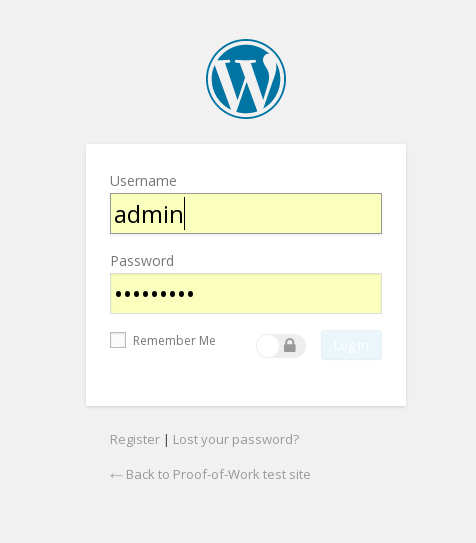 Username
admin
Password
•••••••••
Remember Me
Log In
Register | Lost your password?
← Back to Proof-of-Work test site